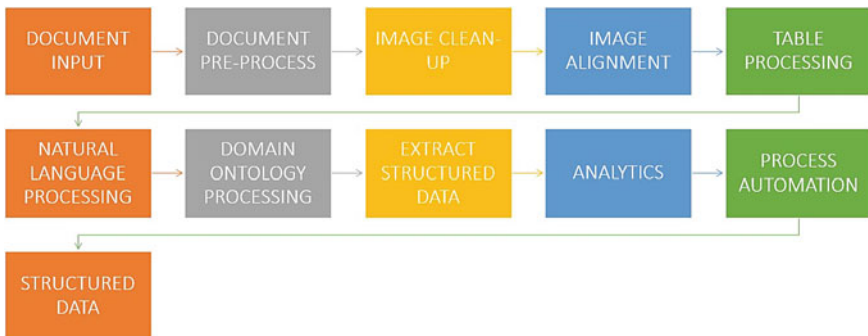 DOCUMENT
INPUT
DOCUMENT
PRE-PROCESS
IMAGE CLEAN-
UP
IMAGE
ALIGNMENT
TABLE
PROCESSING
NATURAL
LANGUAGE
PROCESSING
DOMAIN
ONTOLOGY
PROCESSING
EXTRACT
STRUCTURED
DATA
ANALYTICS
PROCESS
AUTOMATION
STRUCTURED
DATA